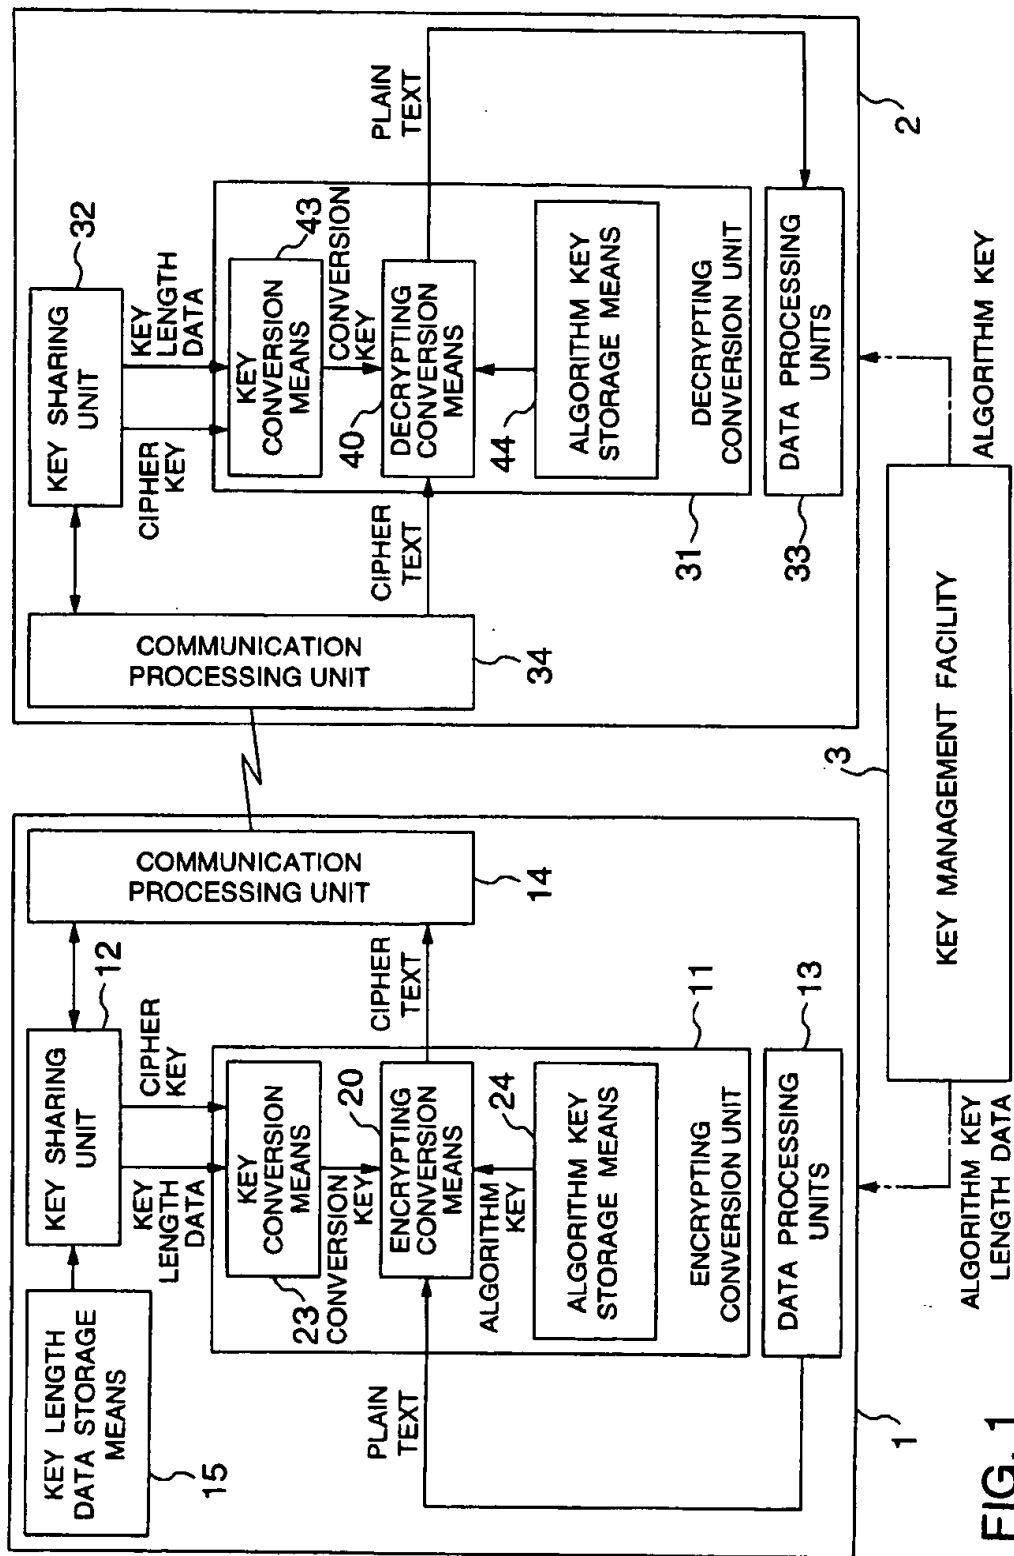 KEY LENGTH
DATA STORAGE
MEANS
15
KEY SHARING
UNIT
12
KEY
LENGTH
DATA
CIPHER
KEY
COMMUNICATION
PROCESSING UNIT
14
KEY
CONVERSION
MEANS
23
CONVERSION
KEY
20
ENCRYPTING
CONVERSION
MEANS
CIPHER
TEXT
PLAIN
TEXT
ALGORITHM
KEY
24
ALGORITHM KEY
STORAGE MEANS
ENCRYPTING
CONVERSION UNIT
11
DATA PROCESSING
UNITS
13
1
COMMUNICATION
PROCESSING UNIT
34
KEY SHARING
UNIT
32
CIPHER
KEY
KEY
LENGTH
DATA
KEY
CONVERSION
MEANS
43
CONVERSION
KEY
40
DECRYPTING
CONVERSION
MEANS
CIPHER
TEXT
PLAIN
TEXT
44
ALGORITHM KEY
STORAGE MEANS
DECRYPTING
CONVERSION UNIT
31
DATA PROCESSING
UNITS
33
2
3
KEY MANAGEMENT FACILITY
ALGORITHM KEY
LENGTH DATA
ALGORITHM KEY
FIG. 1